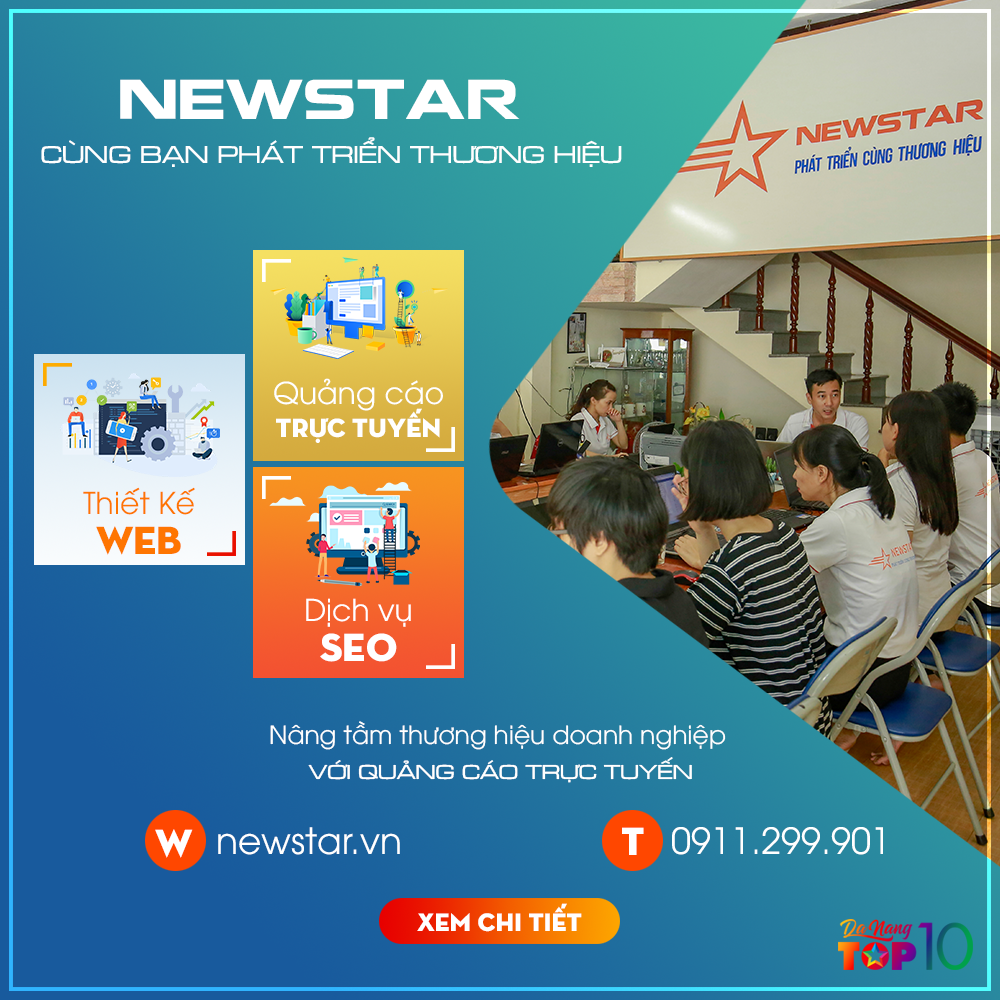 NEWSTAR
CÙNG BẠN PHÁT TRIỂN THƯƠNG HIỆU
NEWSTAR
PHÁT TRIỂN CÙNG THƯƠNG HIỆU
Quảng cáo
TRỰC TUYẾN
Thiết Kế
WEB
Dịch vụ
SEO
NEWSTAR
Nâng tầm thương hiệu doanh nghiệp
VỚI QUẢNG CÁO TRỰC TUYẾN
W newstar.vn
T 0911.299.901
XEM CHI TIẾT
Da Nang
TOP10